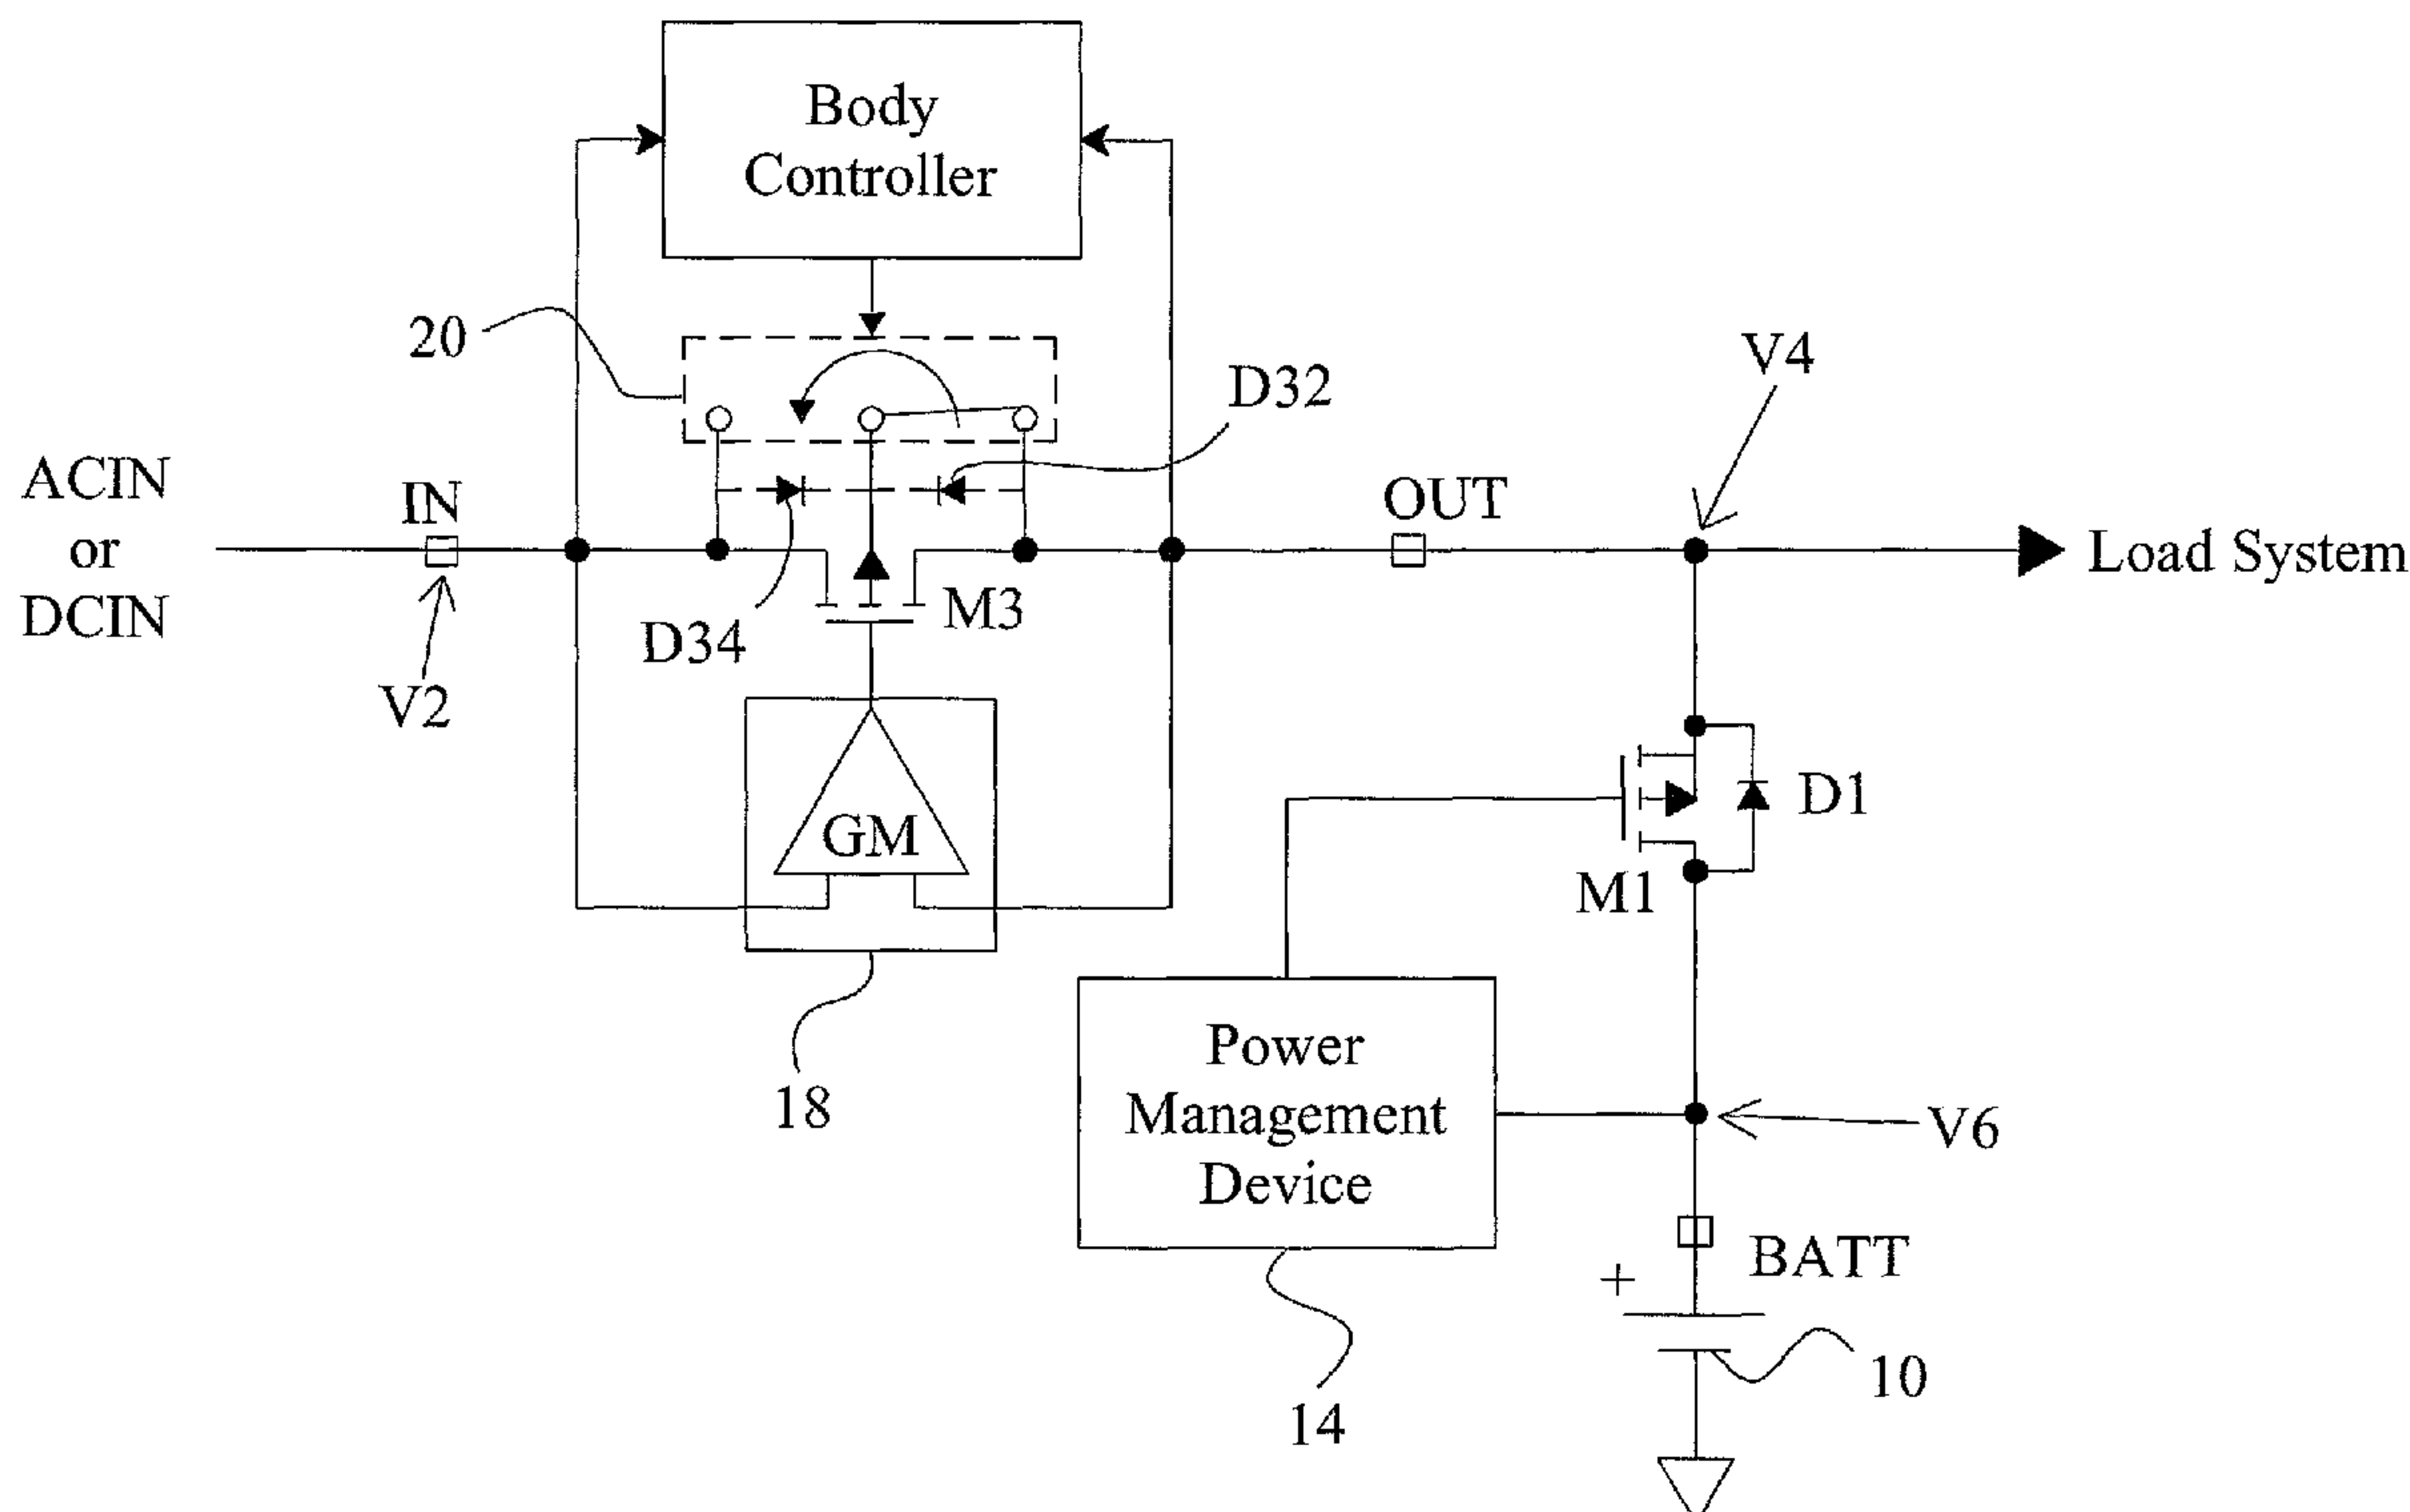 Body
Controller
20
D32
V4
ACIN
or
DCIN
IN
OUT
Load System
V2
D34
M3
GM
D1
M1
18
Power
Management
Device
V6
BATT
+
10
14